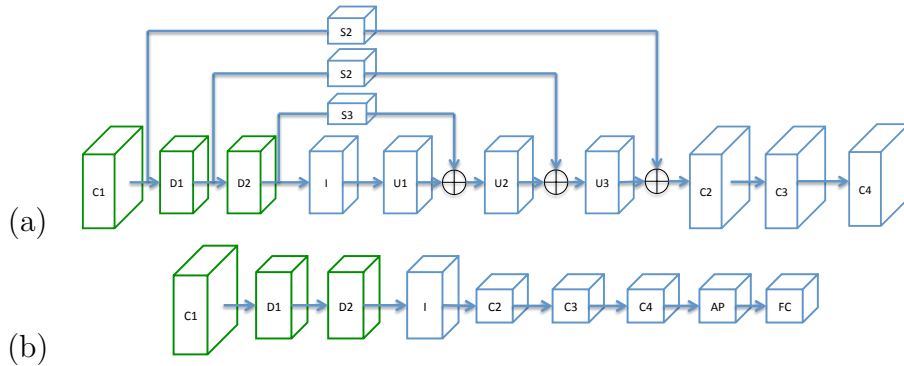 S2
S2
S3
C1 D1 D2 I U1 U2 U3 C2 C3 C4
(a)
C1 D1 D2 I C2 C3 C4 AP FC
(b)